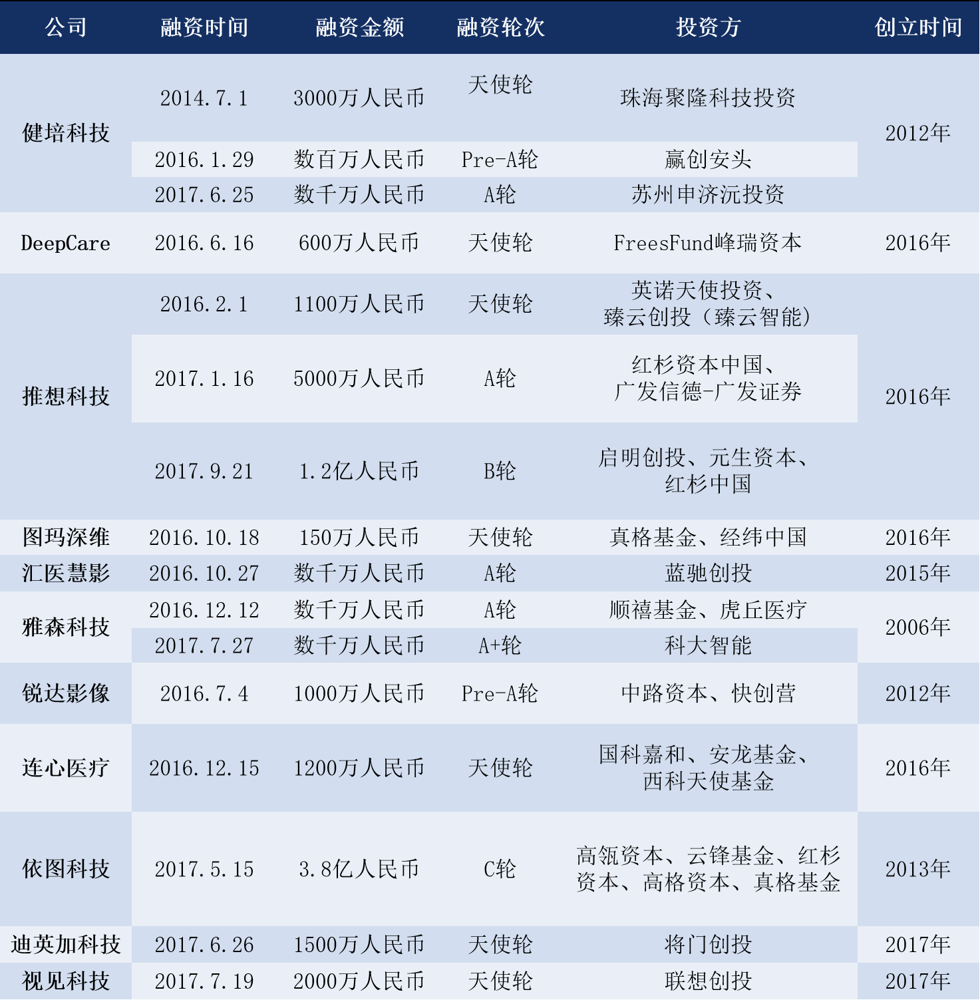 公司 融资时间 融资金额 融资轮次 投资方 创立时间
健培科技 2014.7.1 3000万人民币 天使轮 珠海聚隆科技投资 2012年
2016.1.29 数百万人民币 Pre-A轮 赢创安头
2017.6.25 数千万人民币 A轮 苏州申济沅投资
DeepCare 2016.6.16 600万人民币 天使轮 FreesFund峰瑞资本 2016年
推想科技 2016.2.1 1100万人民币 天使轮 英诺天使投资、
臻云创投（臻云智能) 2016年
2017.1.16 5000万人民币 A轮 红杉资本中国、
广发信德-广发证券
2017.9.21 1.2亿人民币 B轮 启明创投、元生资本、
红杉中国
图玛深维 2016.10.18 150万人民币 天使轮 真格基金、经纬中国 2016年
汇医慧影 2016.10.27 数千万人民币 A轮 蓝驰创投 2015年
雅森科技 2016.12.12 数千万人民币 A轮 顺禧基金、虎丘医疗 2006年
2017.7.27 数千万人民币 A+轮 科大智能
锐达影像 2016.7.4 1000万人民币 Pre-A轮 中路资本、快创营 2012年
连心医疗 2016.12.15 1200万人民币 天使轮 国科嘉和、安龙基金、
西科天使基金 2016年
依图科技 2017.5.15 3.8亿人民币 C轮 高瓴资本、云锋基金、红杉
资本、高格资本、真格基金 2013年
迪英加科技 2017.6.26 1500万人民币 天使轮 将门创投 2017年
视见科技 2017.7.19 2000万人民币 天使轮 联想创投 2017年